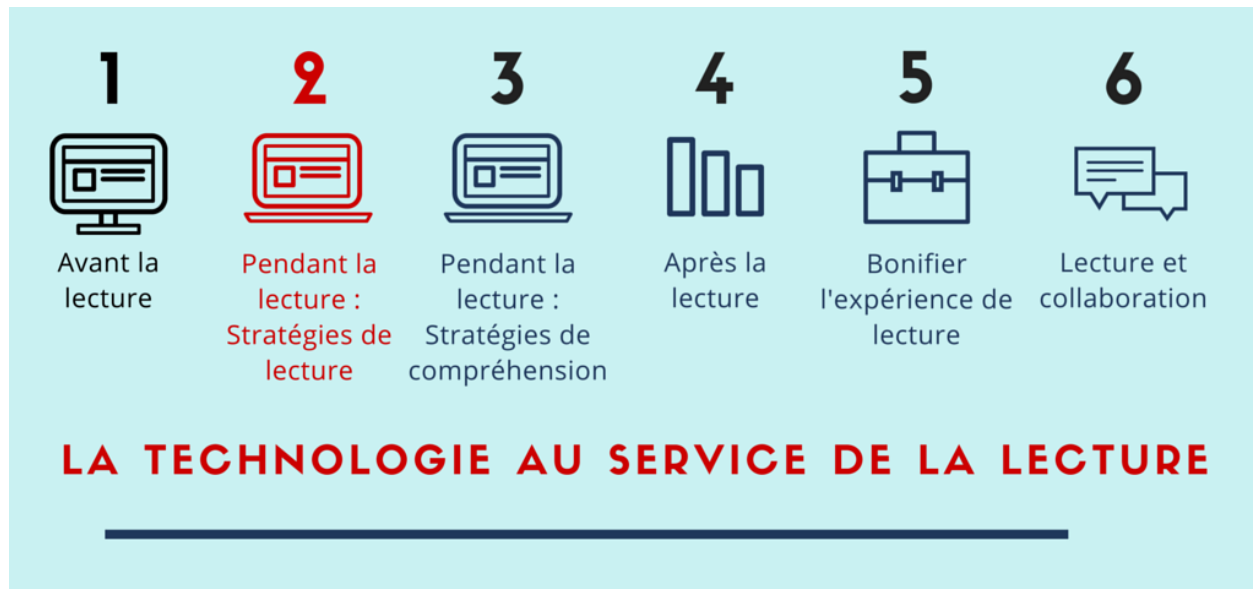 1
Avant la
lecture
2
Pendant la
lecture :
Stratégies de
lecture
3
Pendant la
lecture :
Stratégies de
compréhension
4
Après la
lecture
5
Bonifier
l'expérience de
lecture
6
Lecture et
collaboration
LA TECHNOLOGIE AU SERVICE DE LA LECTURE